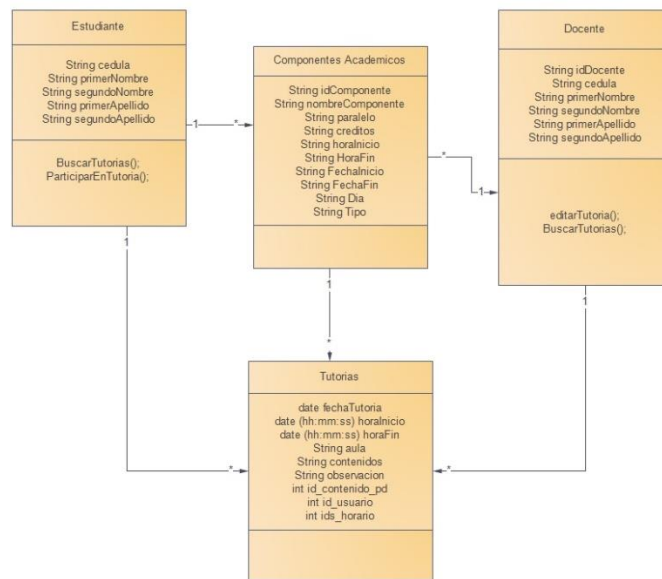 Estudiante
String cedula
String primerNombre
String segundoNombre
String primerApellido
String segundoApellido
BuscarTutorias();
ParticiparEnTutoria();
1
*
Componentes Academicos
String idComponente
String nombreComponente
String paralelo
String creditos
String horaInicio
String HoraFin
String FechaInicio
String FechaFin
String Dia
String Tipo
*
1
Docente
String idDocente
String cedula
String primerNombre
String segundoNombre
String primerApellido
String segundoApellido
editarTutoria();
BuscarTutorias();
1
1
1
*
*
*
Tutorias
date fechaTutoria
date (hh:mm:ss) horaInicio
date (hh:mm:ss) horaFin
String aula
String contenidos
String observacion
int id_contenido_pd
int id_usuario
int ids_horario